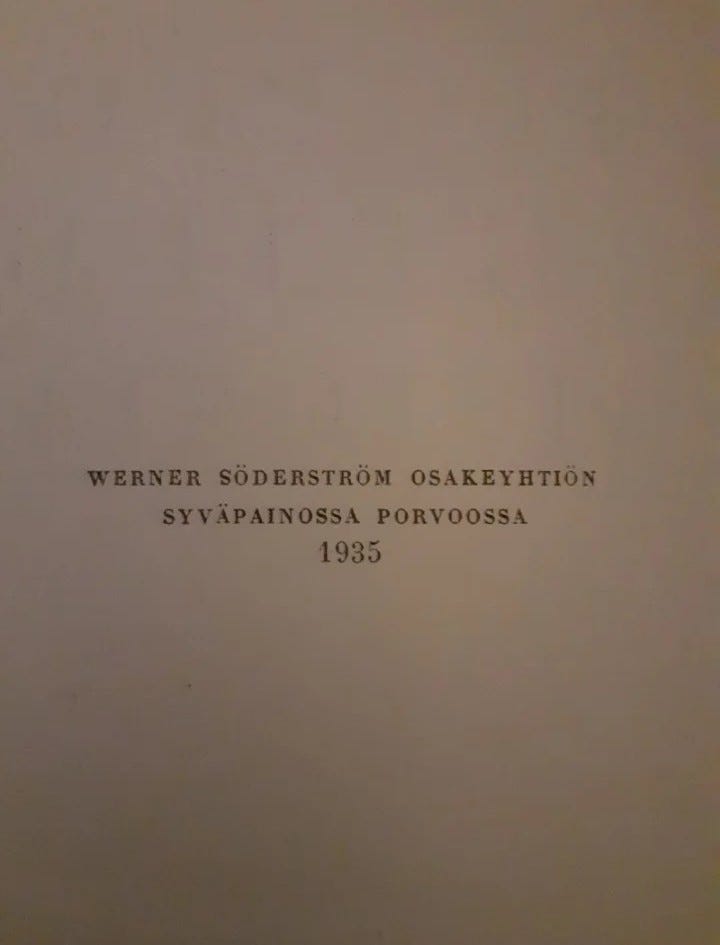 WERNER SÖDERSTRÖM OSAKEYHTIÖN
SYVÄPAINOSSA PORVOOSSA
1935